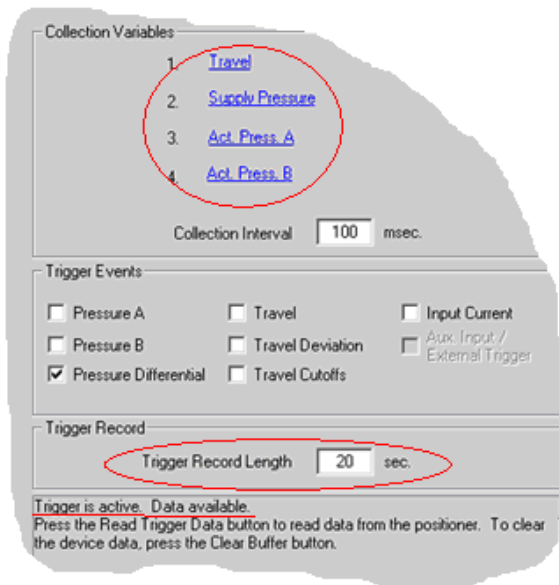 Collection Variables
1. Travel
2. Supply Pressure
3. Act. Press. A
4. Act. Press. B
Collection Interval 100 msec.
Trigger Events
Pressure A Travel Input Current
Pressure B Travel Deviation Aux. Input /
External Trigger
Pressure Differential Travel Cutoffs
Trigger Record
Trigger Record Length 20 sec.
Trigger is active. Data available.
Press the Read Trigger Data button to read data from the positioner. To clear
the device data, press the Clear Buffer button.